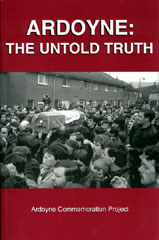 ARDOYNE:
THE UNTOLD TRUTH
Ardoyne Commemoration Project